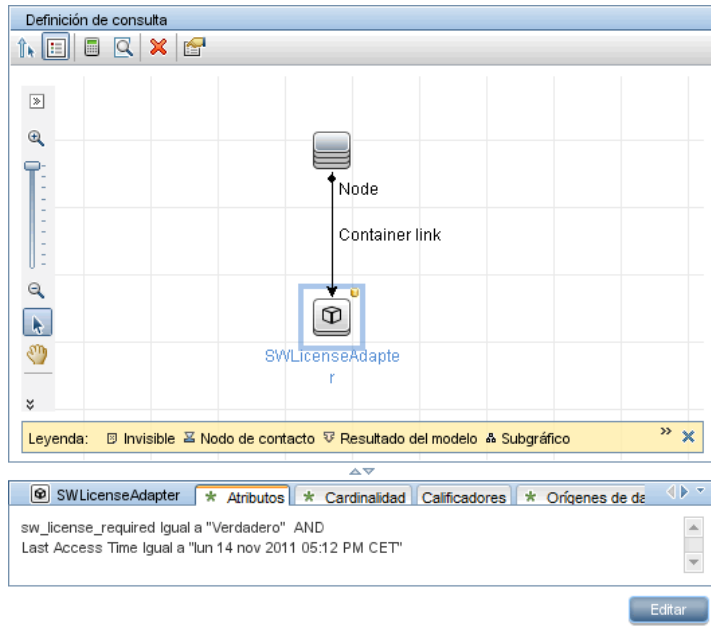 Definición de consulta
Node
Container link
SWLicenseAdapte
r
Leyenda: Invisible Nodo de contacto Resultado del modelo Subgráfico
SWLicenseAdapter Atributos Cardinalidad Calificadores Orígenes de da
sw_license_required Igual a "Verdadero" AND
Last Access Time Igual a "lun 14 nov 2011 05:12 PM CET"
Editar